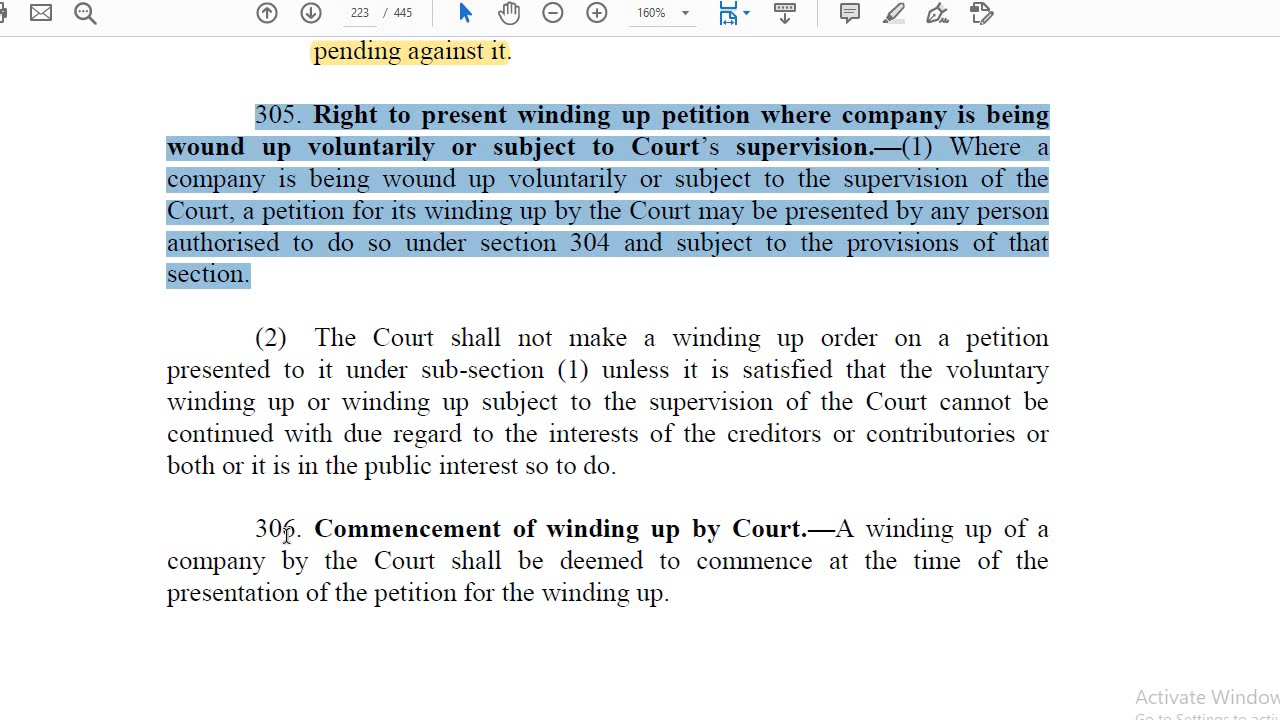 223 / 445 160%
pending against it.
305. Right to present winding up petition where company is being
wound up voluntarily or subject to Court's supervision.—(1) Where a
company is being wound up voluntarily or subject to the supervision of the
Court, a petition for its winding up by the Court may be presented by any person
authorised to do so under section 304 and subject to the provisions of that
section.
(2) The Court shall not make a winding up order on a petition
presented to it under sub-section (1) unless it is satisfied that the voluntary
winding up or winding up subject to the supervision of the Court cannot be
continued with due regard to the interests of the creditors or contributories or
both or it is in the public interest so to do.
306. Commencement of winding up by Court.—A winding up of a
company by the Court shall be deemed to commence at the time of the
presentation of the petition for the winding up.
Activate Window
Go to Settings to